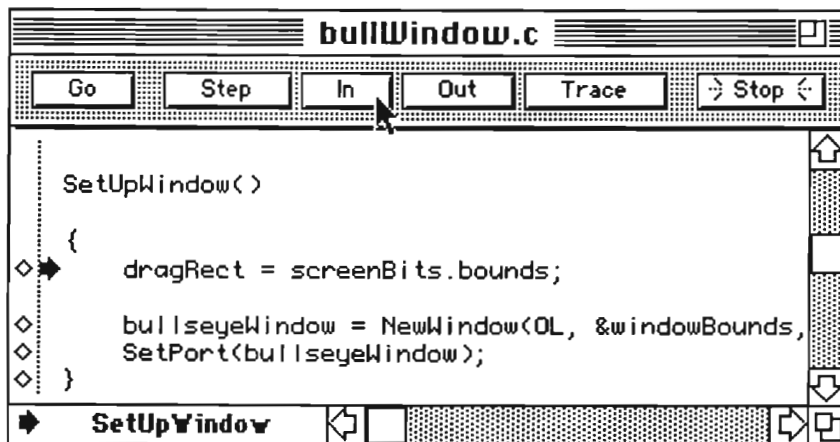 bullWindow.c
Go Step In Out Trace Stop
SetUpWindow()
{
dragRect = screenBits.bounds;
bullseyeWindow = NewWindow(0L, &windowBounds,
SetPort(bullseyeWindow);
}
SetUpWindow